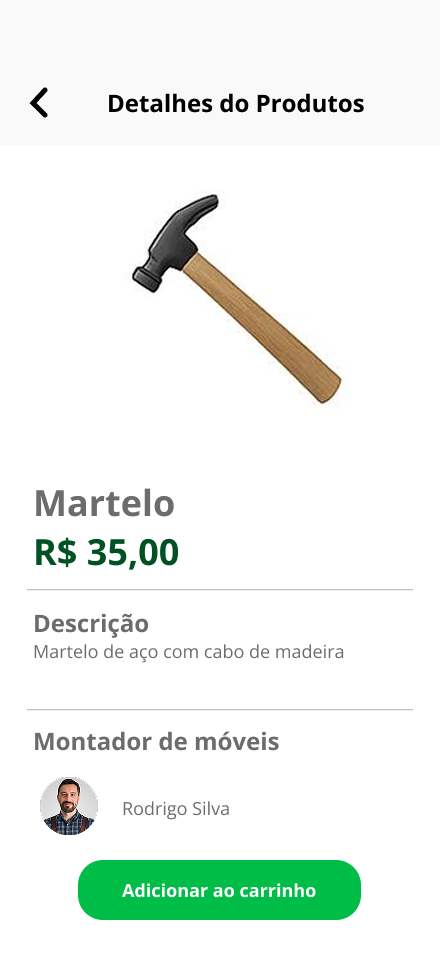 Detalhes do Produtos
Martelo
R$ 35,00
Descrição
Martelo de aço com cabo de madeira
Montador de móveis
Rodrigo Silva
Adicionar ao carrinho